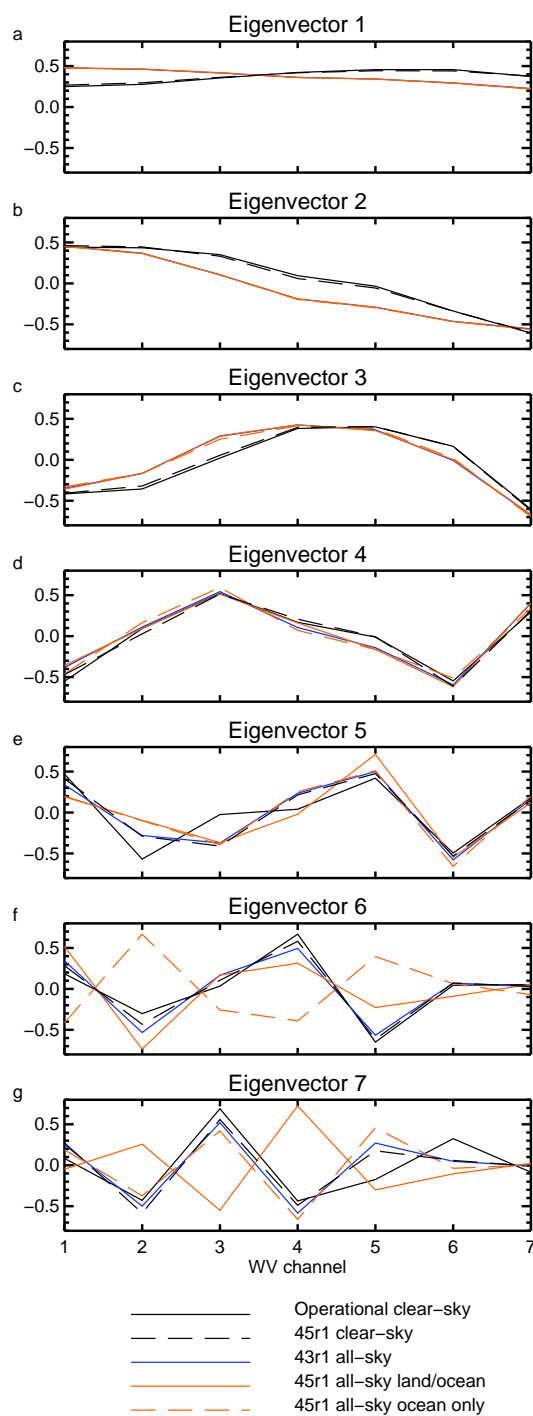 a
Eigenvector 1
0.5
0.0
−0.5
b
Eigenvector 2
0.5
0.0
−0.5
c
Eigenvector 3
0.5
0.0
−0.5
d
Eigenvector 4
0.5
0.0
−0.5
e
Eigenvector 5
0.5
0.0
−0.5
f
Eigenvector 6
0.5
0.0
−0.5
g
Eigenvector 7
0.5
0.0
−0.5
1 2 3 4 5 6 7
WV channel
Operational clear−sky
45r1 clear−sky
43r1 all−sky
45r1 all−sky land/ocean
45r1 all−sky ocean only